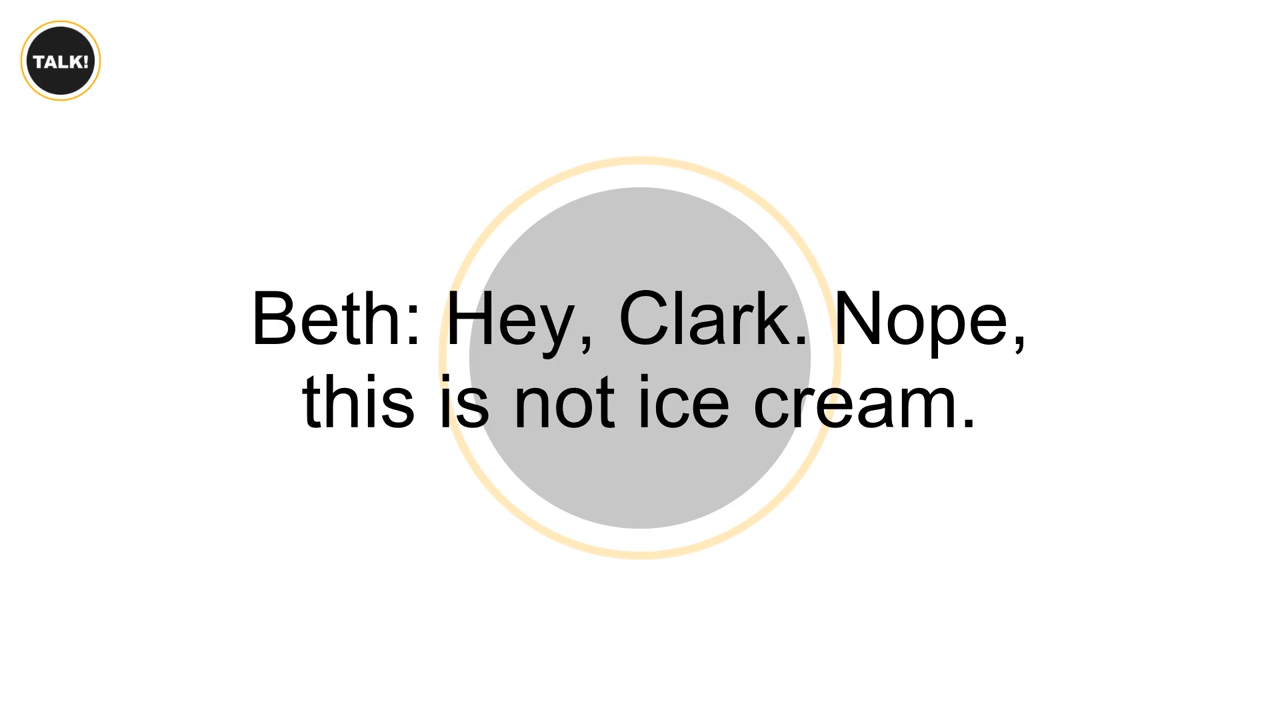 TALK!
Beth: Hey, Clark. Nope,
this is not ice cream.